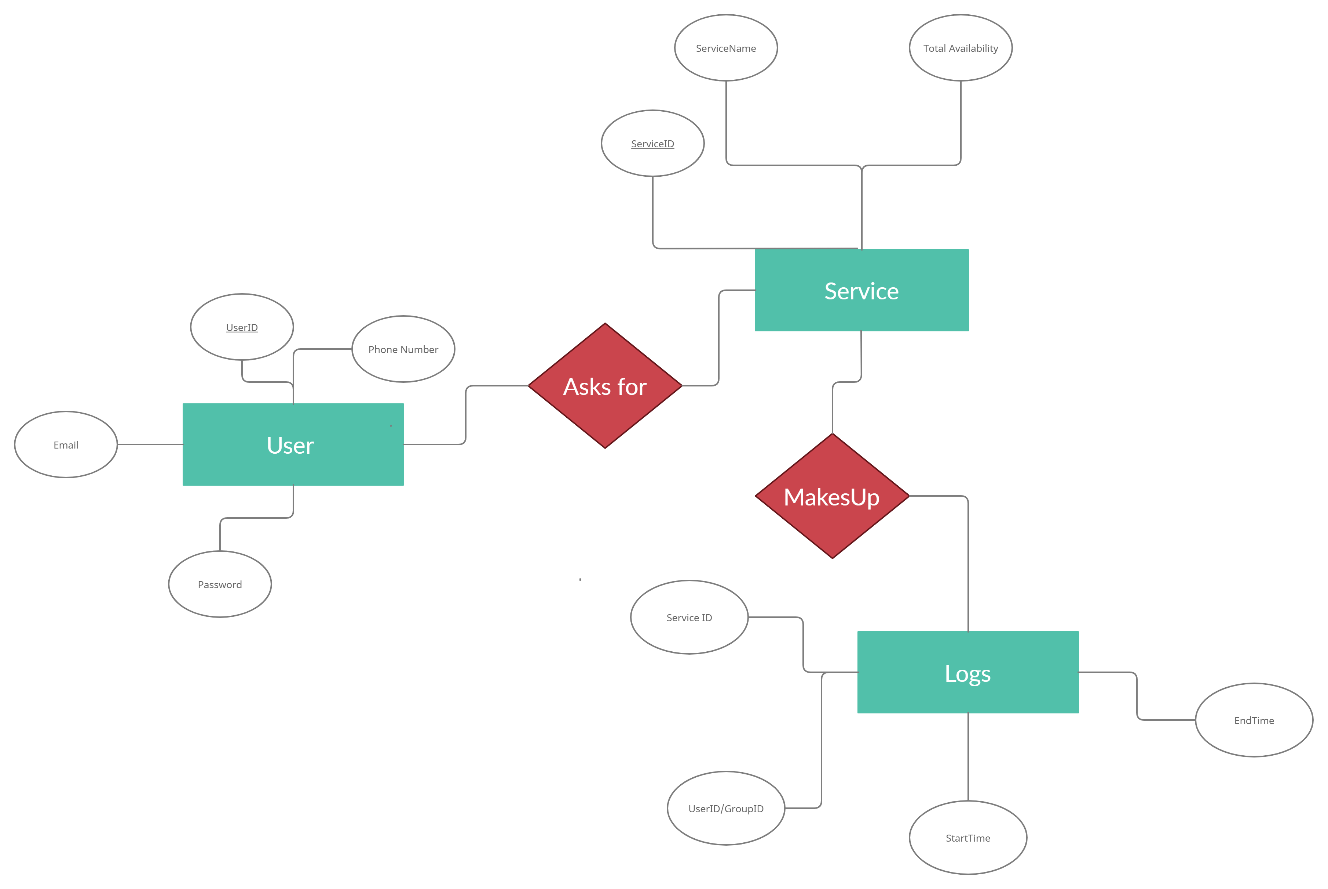 ServiceName
Total Availability
ServiceID
Service
UserID
Phone Number
Asks for
Email
User
MakesUp
Password
Service ID
Logs
EndTime
UserID/GroupID
StartTime